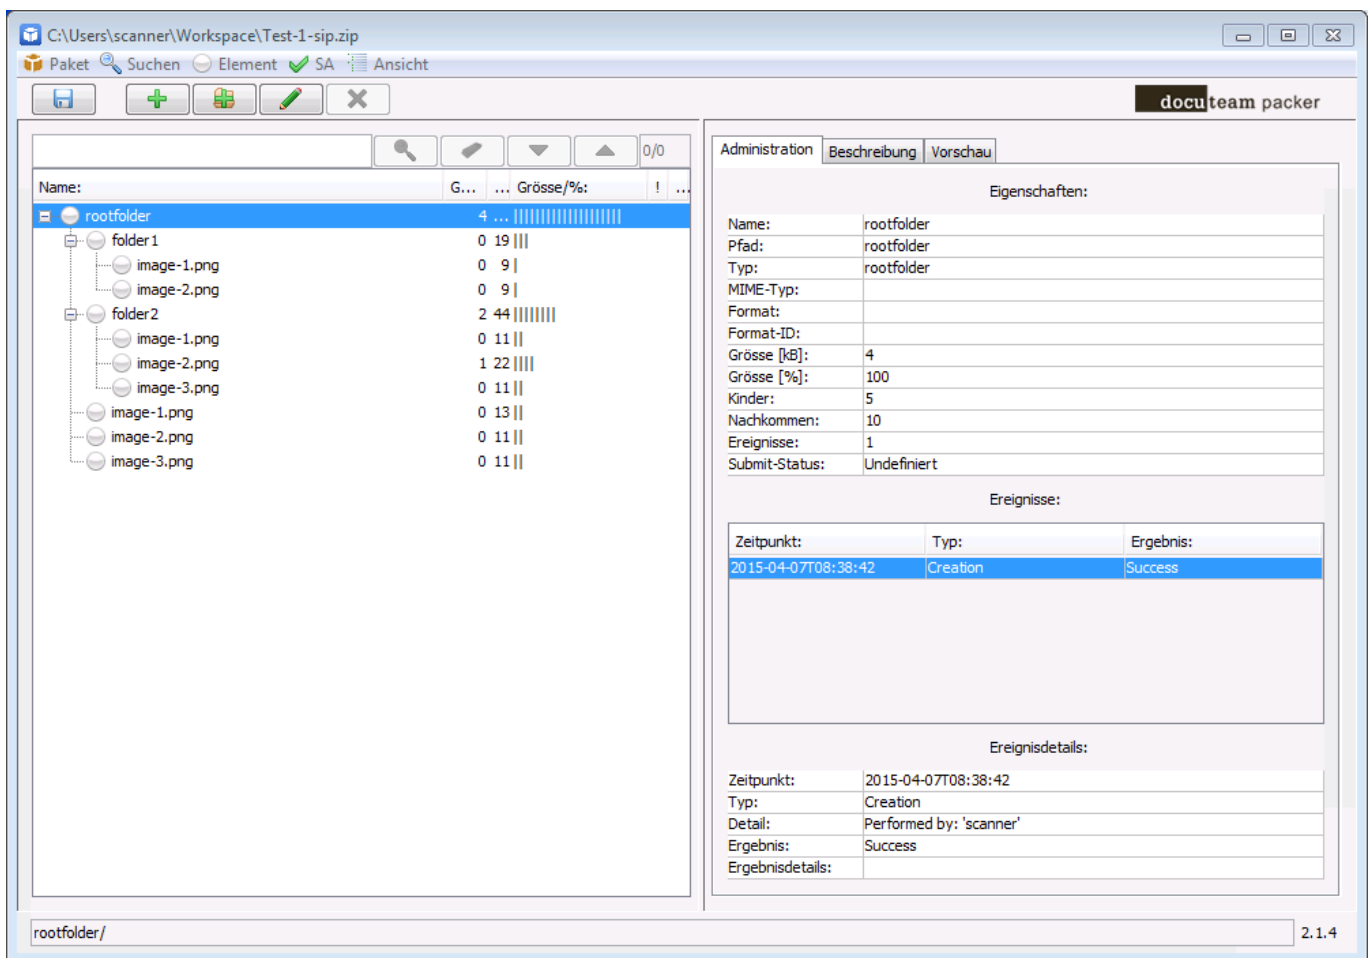 C:\Users\scanner\Workspace\Test-1-sip.zip
Paket Suchen Element SA Ansicht
docuteam packer
0/0
Name: G... ... Grösse/%: ! ...
rootfolder 4 ...
folder1 0 19
image-1.png 0 9
image-2.png 0 9
folder2 2 44
image-1.png 0 11
image-2.png 1 22
image-3.png 0 11
image-1.png 0 13
image-2.png 0 11
image-3.png 0 11
Administration Beschreibung Vorschau
Eigenschaften:
Name: rootfolder
Pfad: rootfolder
Typ: rootfolder
MIME-Typ:
Format:
Format-ID:
Grösse [kB]: 4
Grösse [%]: 100
Kinder: 5
Nachkommen: 10
Ereignisse: 1
Submit-Status: Undefiniert
Ereignisse:
Zeitpunkt: Typ: Ergebnis:
2015-04-07T08:38:42 Creation Success
Ereignisdetails:
Zeitpunkt: 2015-04-07T08:38:42
Typ: Creation
Detail: Performed by: 'scanner'
Ergebnis: Success
Ergebnisdetails:
rootfolder/ 2.1.4